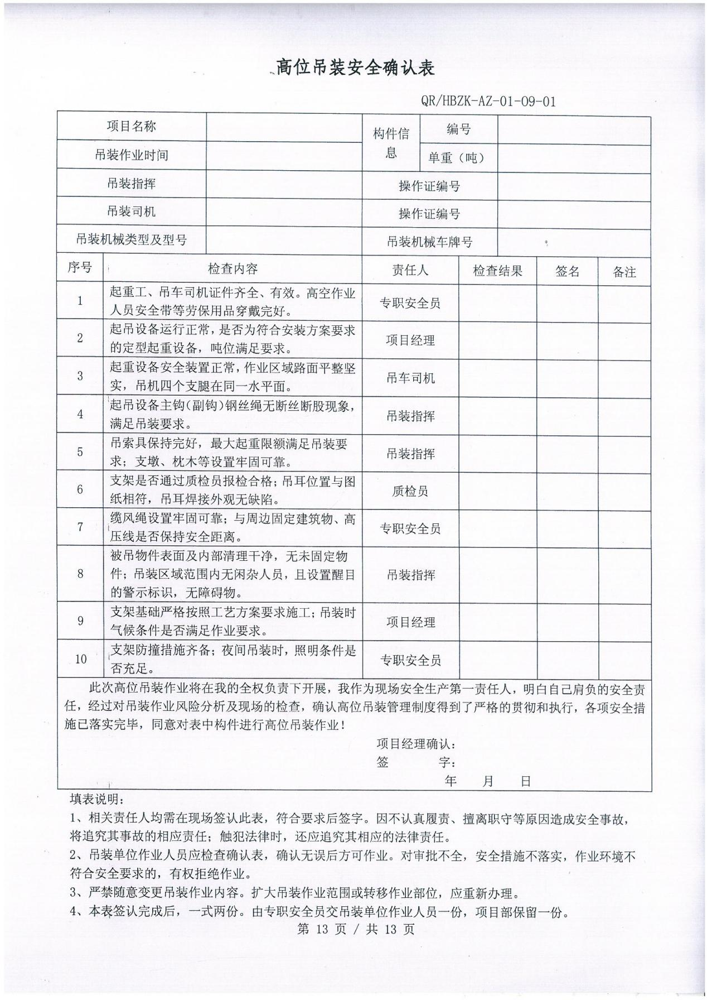 高位吊装安全确认表
QR/HBZK-AZ-01-09-01
项目名称
构件信息
编号
吊装作业时间
单重（吨）
吊装指挥
操作证编号
吊装司机
操作证编号
吊装机械类型及型号
吊装机械车牌号
序号 检查内容 责任人 检查结果 签名 备注
1
起重工、吊车司机证件齐全、有效。高空作业
人员安全带等劳保用品穿戴完好。
专职安全员
2
起吊设备运行正常，是否为符合安装方案要求
的定型起重设备，吨位满足要求。
项目经理
3
起重设备安全装置正常，作业区域路面平整坚
实，吊机四个支腿在同一水平面。
吊车司机
4
起吊设备主钩（副钩）钢丝绳无断丝断股现象，
满足吊装要求。
吊装指挥
5
吊索具保持完好，最大起重限额满足吊装要
求；支墩、枕木等设置牢固可靠。
吊装指挥
6
支架是否通过质检员报检合格；吊耳位置与图
纸相符，吊耳焊接外观无缺陷。
质检员
7
缆风绳设置牢固可靠；与周边固定建筑物、高
压线是否保持安全距离。
专职安全员
8
被吊物件表面及内部清理干净，无未固定物
件；吊装区域范围内无闲杂人员，且设置醒目
的警示标识，无障碍物。
吊装指挥
9
支架基础严格按照工艺方案要求施工；吊装时
气候条件是否满足作业要求。
项目经理
10
支架防撞措施齐备；夜间吊装时，照明条件是
否充足。
专职安全员
此次高位吊装作业将在我的全权负责下开展，我作为现场安全生产第一责任人，明白自己肩负的安全责
任，经过对吊装作业风险分析及现场的检查，确认高位吊装管理制度得到了严格的贯彻和执行，各项安全措
施已落实完毕，同意对表中构件进行高位吊装作业！
项目经理确认：
签 字：
年 月 日
填表说明：
1、相关责任人均需在现场签认此表，符合要求后签字。因不认真履责、擅离职守等原因造成安全事故，
将追究其事故的相应责任；触犯法律时，还应追究其相应的法律责任。
2、吊装单位作业人员应检查确认表，确认无误后方可作业。对审批不全，安全措施不落实，作业环境不
符合安全要求的，有权拒绝作业。
3、严禁随意变更吊装作业内容。扩大吊装作业范围或转移作业部位，应重新办理。
4、本表签认完成后，一式两份。由专职安全员交吊装单位作业人员一份，项目部保留一份。
第 13 页 / 共 13 页